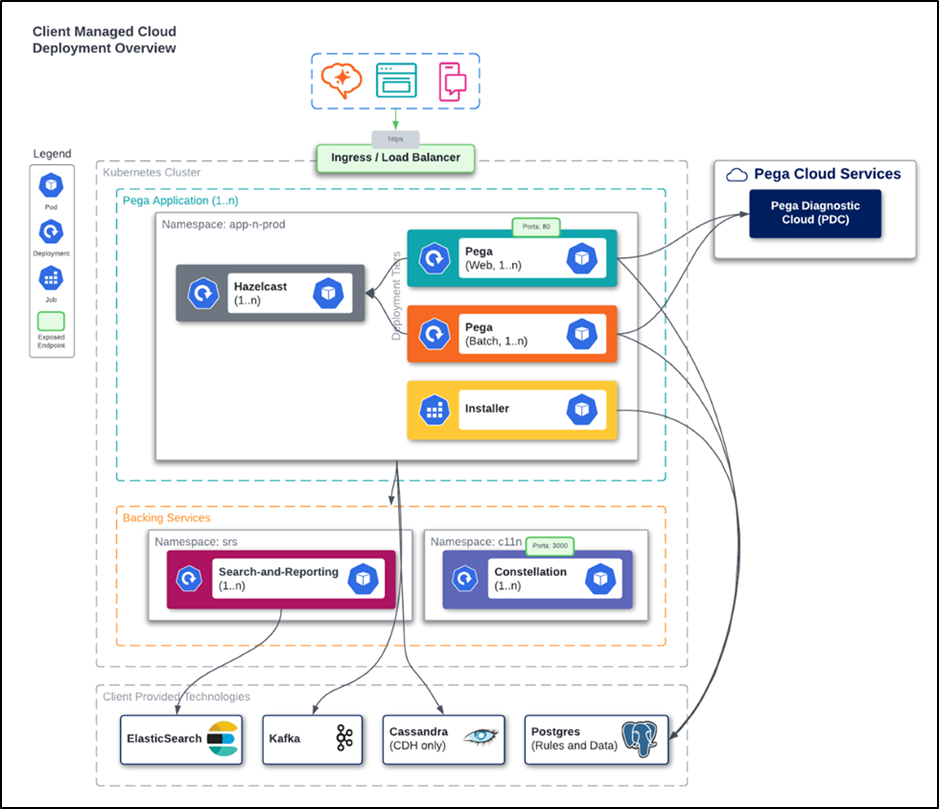 Client Managed Cloud
Deployment Overview
https
Ingress / Load Balancer
Legend
Pod
Deployment
Job
Exposed
Endpoint
Kubernetes Cluster
Pega Application (1..n)
Namespace: app-n-prod
Deployment Tiers
Hazelcast
(1..n)
Ports: 80
Pega
(Web, 1..n)
Pega
(Batch, 1..n)
Installer
Pega Cloud Services
Pega Diagnostic
Cloud (PDC)
Backing Services
Namespace: srs
Search-and-Reporting
(1..n)
Namespace: c11n
Ports: 3000
Constellation
(1..n)
Client Provided Technologies
ElasticSearch
Kafka
Cassandra
(CDH only)
Postgres
(Rules and Data)